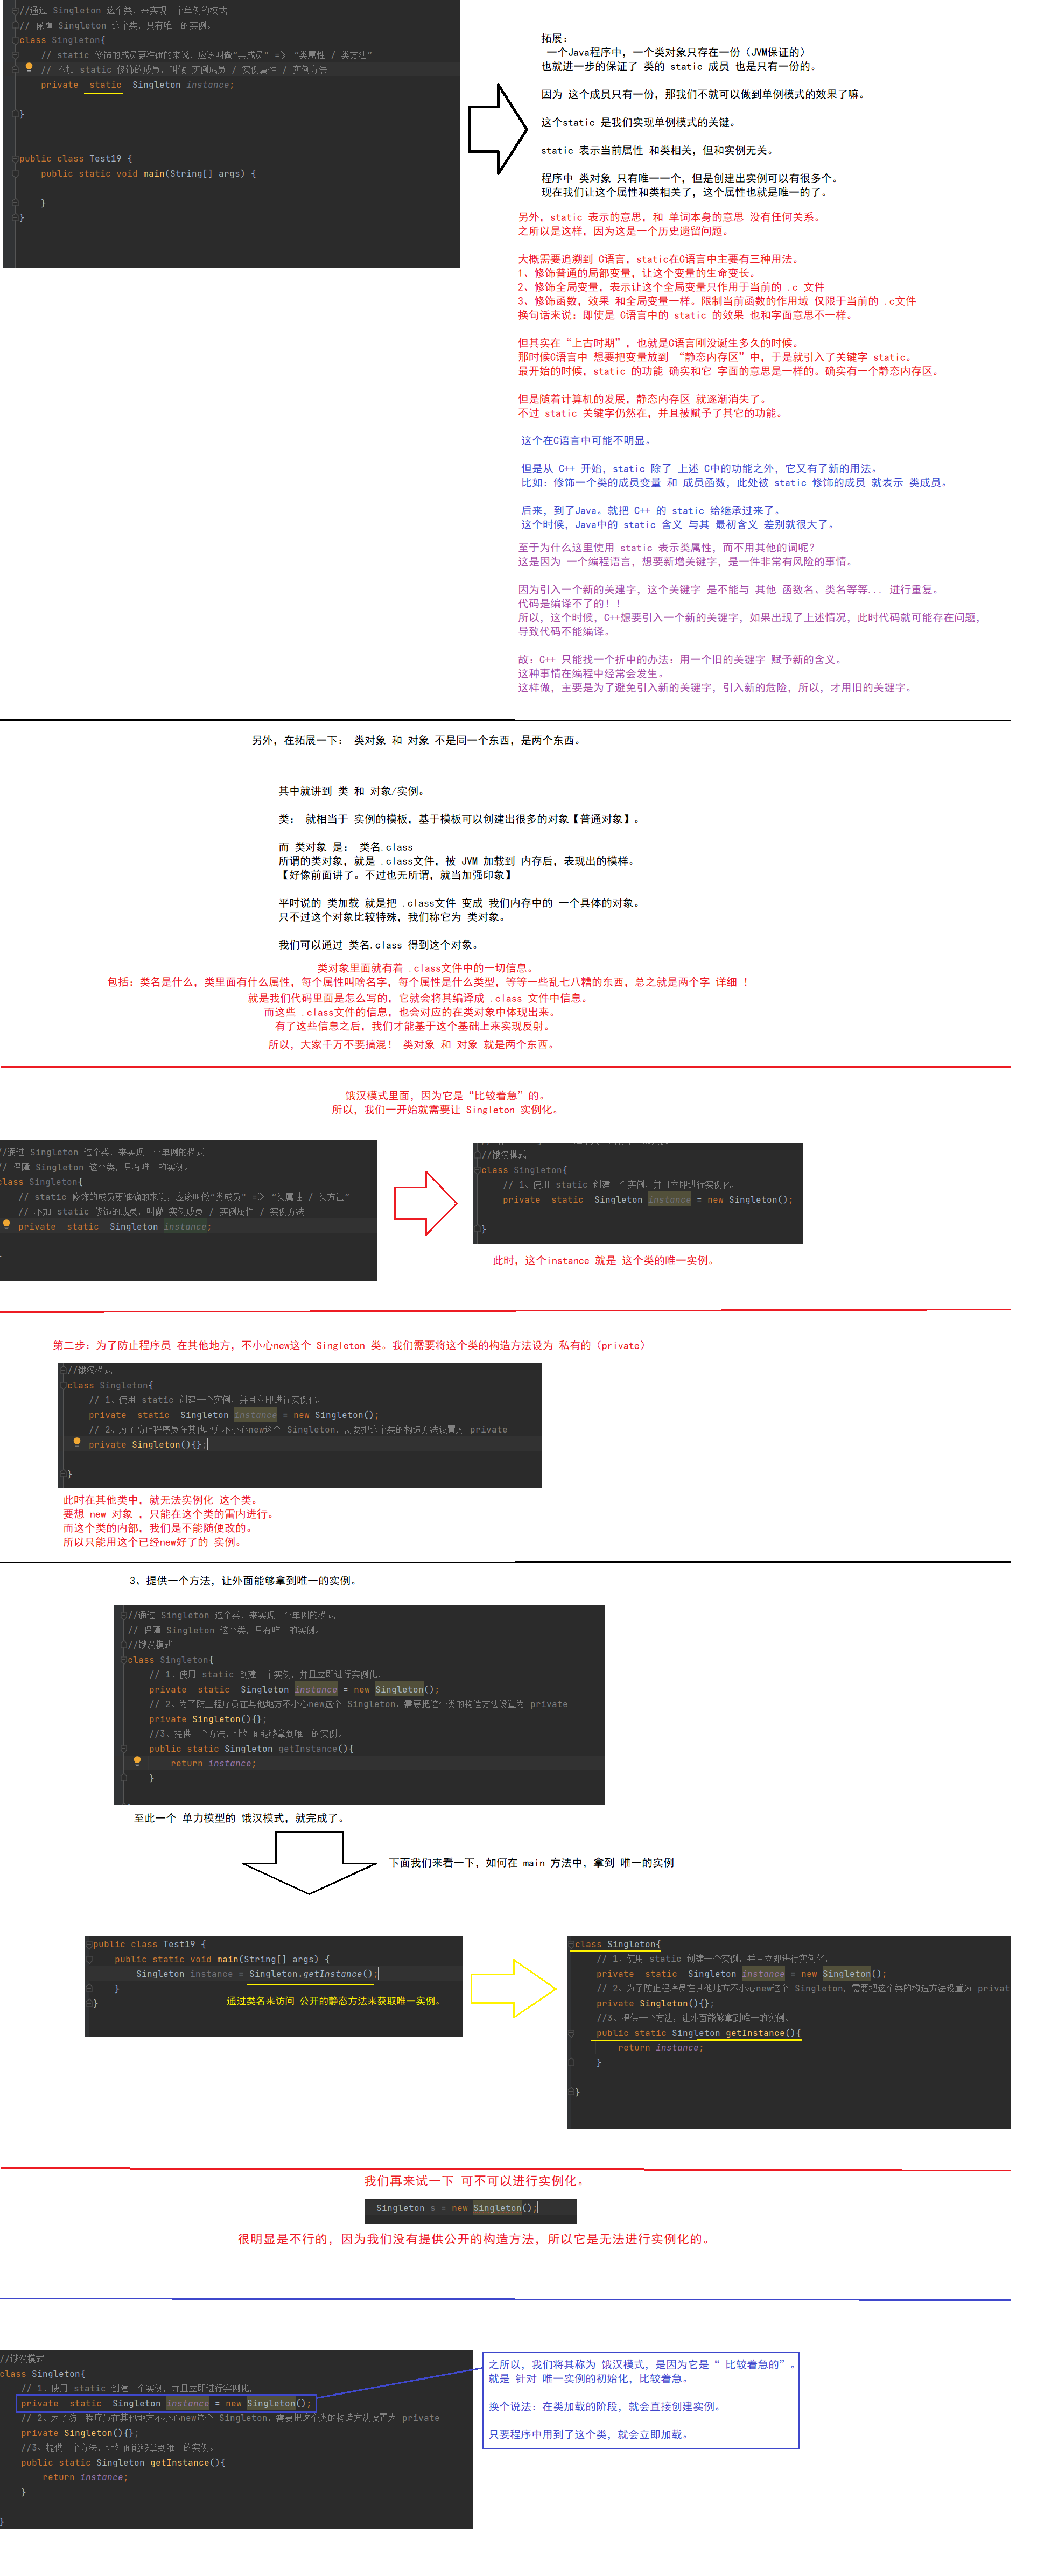 //通过 Singleton 这个类，来实现一个单例的模式
// 保障 Singleton 这个类，只有唯一的实例。
class Singleton{
// static 修饰的成员更准确的来说，应该叫做“类成员” =》 “类属性 / 类方法”
// 不加 static 修饰的成员，叫做 实例成员 / 实例属性 / 实例方法
private static Singleton instance;
}
public class Test19 {
public static void main(String[] args) {
}
}
拓展：
一个Java程序中，一个类对象只存在一份（JVM保证的）
也就进一步的保证了 类的 static 成员 也是只有一份的。
因为 这个成员只有一份，那我们不就可以做到单例模式的效果了嘛。
这个static 是我们实现单例模式的关键。
static 表示当前属性 和类相关，但和实例无关。
程序中 类对象 只有唯一一个，但是创建出实例可以有很多个。
现在我们让这个属性和类相关了，这个属性也就是唯一的了。
另外，static 表示的意思，和 单词本身的意思 没有任何关系。
之所以是这样，因为这是一个历史遗留问题。
大概需要追溯到 C语言，static在C语言中主要有三种用法。
1、修饰普通的局部变量，让这个变量的生命变长。
2、修饰全局变量，表示让这个全局变量只作用于当前的 .c 文件
3、修饰函数，效果 和全局变量一样。限制当前函数的作用域 仅限于当前的 .c文件
换句话来说：即使是 C语言中的 static 的效果 也和字面意思不一样。
但其实在“上古时期”，也就是C语言刚没诞生多久的时候。
那时候C语言中 想要把变量放到 “静态内存区”中，于是就引入了关键字 static。
最开始的时候，static 的功能 确实和它 字面的意思是一样的。确实有一个静态内存区。
但是随着计算机的发展，静态内存区 就逐渐消失了。
不过 static 关键字仍然在，并且被赋予了其它的功能。
这个在C语言中可能不明显。
但是从 C++ 开始，static 除了 上述 C中的功能之外，它又有了新的用法。
比如：修饰一个类的成员变量 和 成员函数，此处被 static 修饰的成员 就表示 类成员。
后来，到了Java。就把 C++ 的 static 给继承过来了。
这个时候，Java中的 static 含义 与其 最初含义 差别就很大了。
至于为什么这里使用 static 表示类属性，而不用其他的词呢？
这是因为 一个编程语言，想要新增关键字，是一件非常有风险的事情。
因为引入一个新的关建字，这个关键字 是不能与 其他 函数名、类名等等... 进行重复。
代码是编译不了的！！
所以，这个时候，C++想要引入一个新的关键字，如果出现了上述情况，此时代码就可能存在问题，
导致代码不能编译。
故：C++ 只能找一个折中的办法：用一个旧的关键字 赋予新的含义。
这种事情在编程中经常会发生。
这样做，主要是为了避免引入新的关键字，引入新的危险，所以，才用旧的关键字。
另外，在拓展一下： 类对象 和 对象 不是同一个东西，是两个东西。
其中就讲到 类 和 对象/实例。
类： 就相当于 实例的模板，基于模板可以创建出很多的对象【普通对象】。
而 类对象 是： 类名.class
所谓的类对象，就是 .class文件，被 JVM 加载到 内存后，表现出的模样。
【好像前面讲了。不过也无所谓，就当加强印象】
平时说的 类加载 就是把 .class文件 变成 我们内存中的 一个具体的对象。
只不过这个对象比较特殊，我们称它为 类对象。
我们可以通过 类名.class 得到这个对象。
类对象里面就有着 .class文件中的一切信息。
包括：类名是什么，类里面有什么属性，每个属性叫啥名字，每个属性是什么类型，等等一些乱七八糟的东西，总之就是两个字 详细 ！
就是我们代码里面是怎么写的，它就会将其编译成 .class 文件中信息。
而这些 .class文件的信息，也会对应的在类对象中体现出来。
有了这些信息之后，我们才能基于这个基础上来实现反射。
所以，大家千万不要搞混！ 类对象 和 对象 就是两个东西。
饿汉模式里面，因为它是“比较着急”的。
所以，我们一开始就需要让 Singleton 实例化。
//通过 Singleton 这个类，来实现一个单例的模式
// 保障 Singleton 这个类，只有唯一的实例。
class Singleton{
// static 修饰的成员更准确的来说，应该叫做“类成员” =》 “类属性 / 类方法”
// 不加 static 修饰的成员，叫做 实例成员 / 实例属性 / 实例方法
private static Singleton instance;
//饿汉模式
class Singleton{
// 1、使用 static 创建一个实例，并且立即进行实例化，
private static Singleton instance = new Singleton();
}
此时，这个instance 就是 这个类的唯一实例。
第二步：为了防止程序员 在其他地方，不小心new这个 Singleton 类。我们需要将这个类的构造方法设为 私有的（private）
//饿汉模式
class Singleton{
// 1、使用 static 创建一个实例，并且立即进行实例化，
private static Singleton instance = new Singleton();
// 2、为了防止程序员在其他地方不小心new这个 Singleton，需要把这个类的构造方法设置为 private
private Singleton(){};
}
此时在其他类中，就无法实例化 这个类。
要想 new 对象 ，只能在这个类的雷内进行。
而这个类的内部，我们是不能随便改的。
所以只能用这个已经new好了的 实例。
3、提供一个方法，让外面能够拿到唯一的实例。
//通过 Singleton 这个类，来实现一个单例的模式
// 保障 Singleton 这个类，只有唯一的实例。
//饿汉模式
class Singleton{
// 1、使用 static 创建一个实例，并且立即进行实例化，
private static Singleton instance = new Singleton();
// 2、为了防止程序员在其他地方不小心new这个 Singleton，需要把这个类的构造方法设置为 private
private Singleton(){};
//3、提供一个方法，让外面能够拿到唯一的实例。
public static Singleton getInstance(){
return instance;
}
至此一个 单力模型的 饿汉模式，就完成了。
下面我们来看一下，如何在 main 方法中，拿到 唯一的实例
public class Test19 {
public static void main(String[] args) {
Singleton instance = Singleton.getInstance();
}
}
通过类名来访问 公开的静态方法来获取唯一实例。
class Singleton{
// 1、使用 static 创建一个实例，并且立即进行实例化，
private static Singleton instance = new Singleton();
// 2、为了防止程序员在其他地方不小心new这个 Singleton，需要把这个类的构造方法设置为 privat
private Singleton(){};
//3、提供一个方法，让外面能够拿到唯一的实例。
public static Singleton getInstance(){
return instance;
}
}
我们再来试一下 可不可以进行实例化。
Singleton s = new Singleton();
很明显是不行的，因为我们没有提供公开的构造方法，所以它是无法进行实例化的。
//饿汉模式
class Singleton{
// 1、使用 static 创建一个实例，并且立即进行实例化，
private static Singleton instance = new Singleton();
// 2、为了防止程序员在其他地方不小心new这个 Singleton，需要把这个类的构造方法设置为 private
private Singleton(){};
//3、提供一个方法，让外面能够拿到唯一的实例。
public static Singleton getInstance(){
return instance;
}
}
之所以，我们将其称为 饿汉模式，是因为它是“ 比较着急的”。
就是 针对 唯一实例的初始化，比较着急。
换个说法：在类加载的阶段，就会直接创建实例。
只要程序中用到了这个类，就会立即加载。